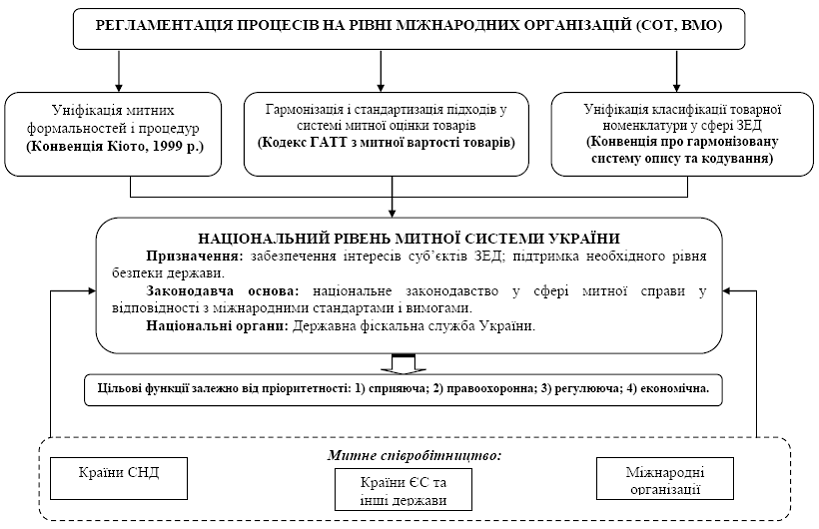 РЕГЛАМЕНТАЦІЯ ПРОЦЕСІВ НА РІВНІ МІЖНАРОДНИХ ОРГАНІЗАЦІЙ (СОТ, ВМО)
Уніфікація митних
формальностей і процедур
(Конвенція Кіото, 1999 р.)
Гармонізація і стандартизація підходів у
системі митної оцінки товарів
(Кодекс ГАТТ з митної вартості товарів)
Уніфікація класифікації товарної
номенклатури у сфері ЗЕД
(Конвенція про гармонізовану
систему опису та кодування)
НАЦІОНАЛЬНИЙ РІВЕНЬ МИТНОЇ СИСТЕМИ УКРАЇНИ
Призначення: забезпечення інтересів суб’єктів ЗЕД; підтримка необхідного рівня
безпеки держави.
Законодавча основа: національне законодавство у сфері митної справи у
відповідності з міжнародними стандартами і вимогами.
Національні органи: Державна фіскальна служба України.
Цільові функції залежно від пріоритетності: 1) сприяюча; 2) правоохоронна; 3) регулююча; 4) економічна.
Митне співробітництво:
Країни СНД
Країни ЄС та
інші держави
Міжнародні
організації